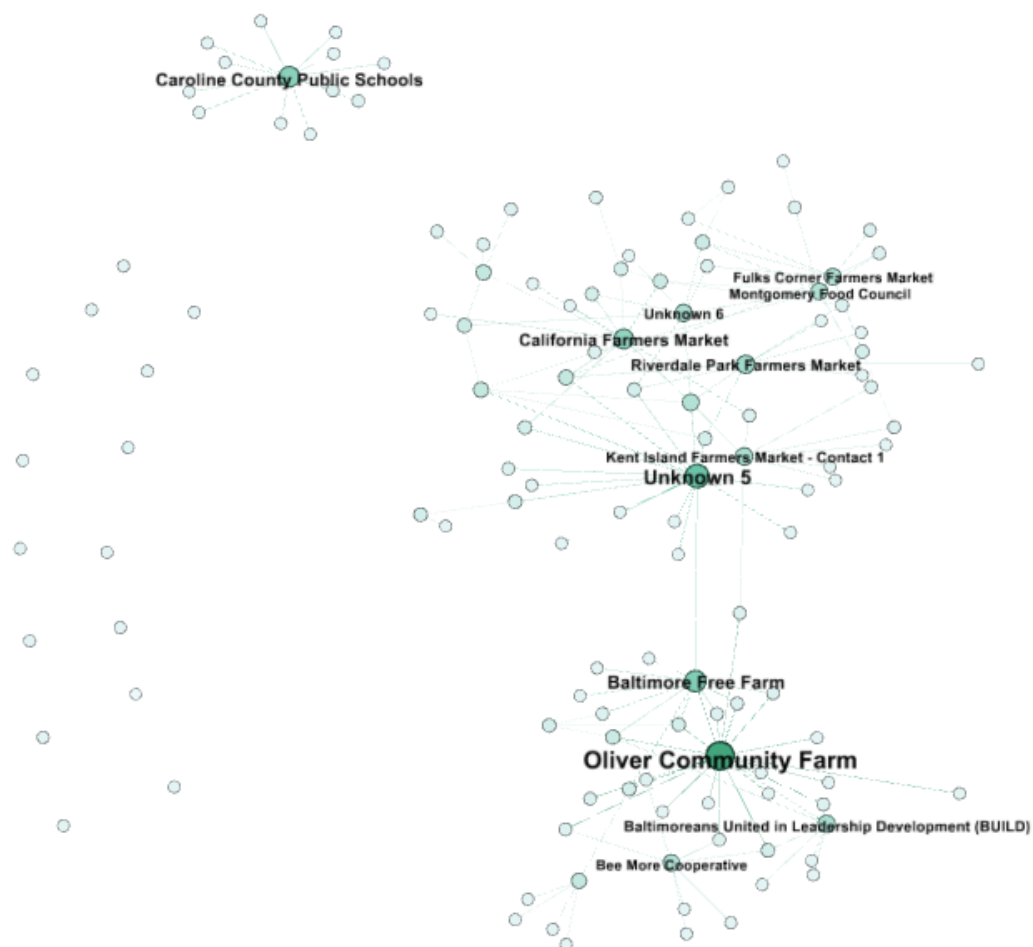 Caroline County Public Schools
Fulks Corner Farmers Market
Montgomery Food Council
Unknown 6
California Farmers Market
Riverdale Park Farmers Market
Kent Island Farmers Market - Contact 1
Unknown 5
Baltimore Free Farm
Oliver Community Farm
Baltimoreans United in Leadership Development (BUILD)
Bee More Cooperative